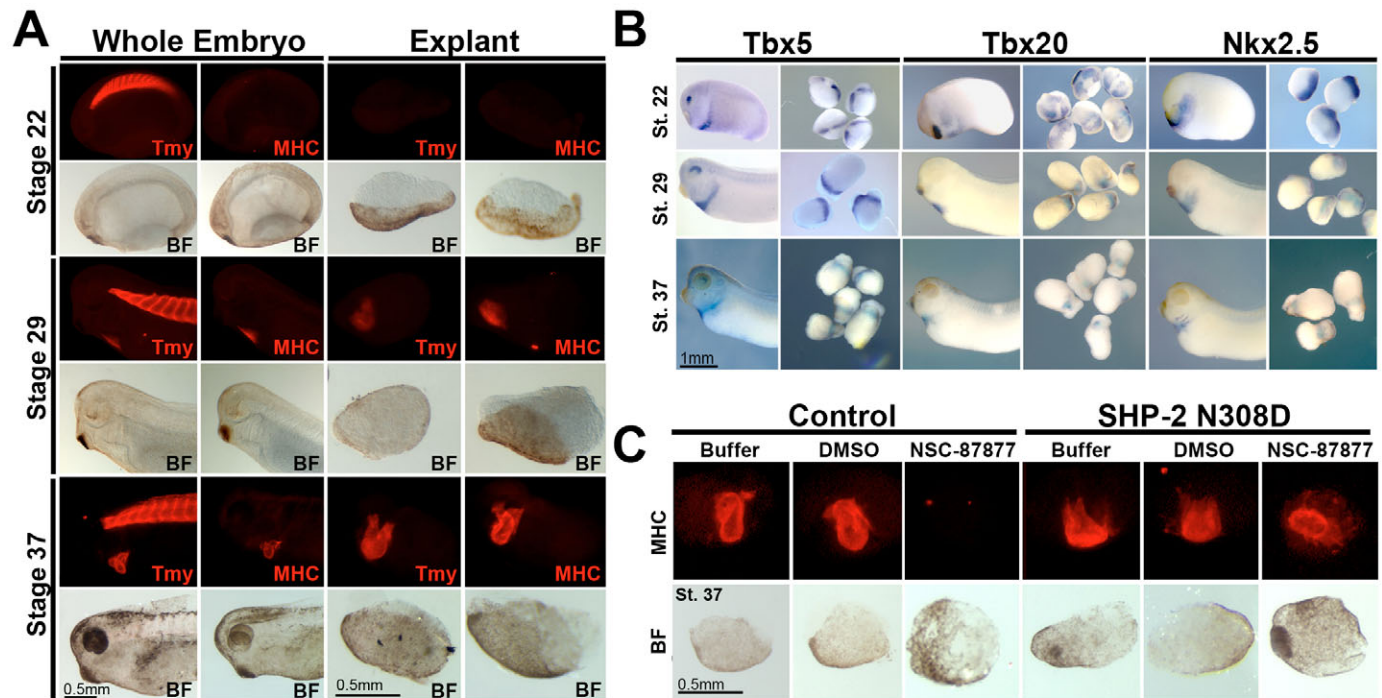 A
Whole Embryo Explant
Stage 22
Tmy MHC Tmy MHC
BF BF BF BF
Stage 29
Tmy MHC Tmy MHC
BF BF BF BF
Stage 37
Tmy MHC Tmy MHC
BF BF BF BF
0.5mm 0.5mm
B
Tbx5 Tbx20 Nkx2.5
St. 22
St. 29
St. 37
1mm
C
Control SHP-2 N308D
Buffer DMSO NSC-87877 Buffer DMSO NSC-87877
MHC
St. 37
BF
0.5mm